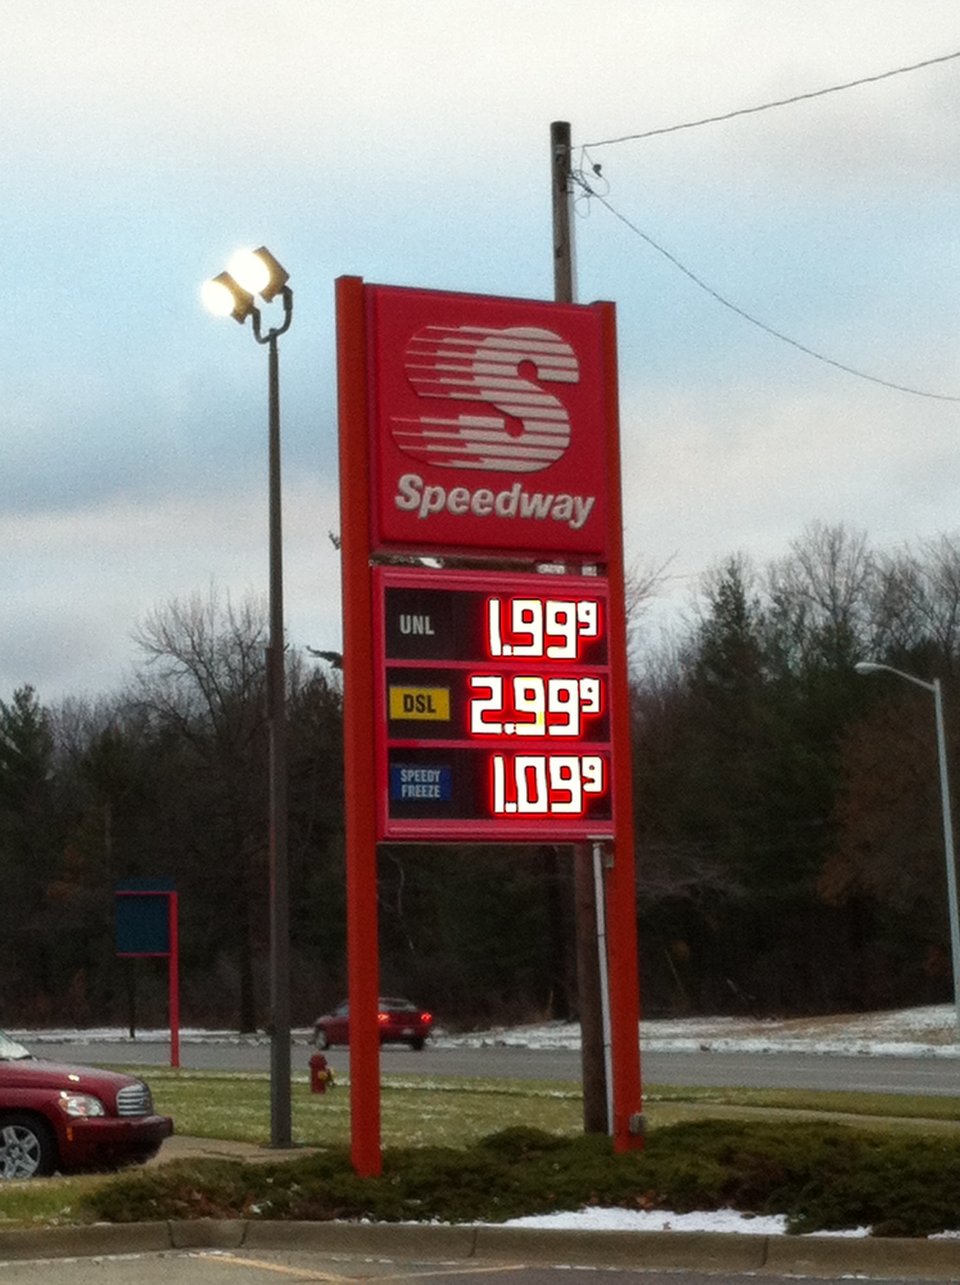 S
Speedway
UNL 1.99 9
DSL 2.99 9
SPEEDY FREEZE 1.09 9